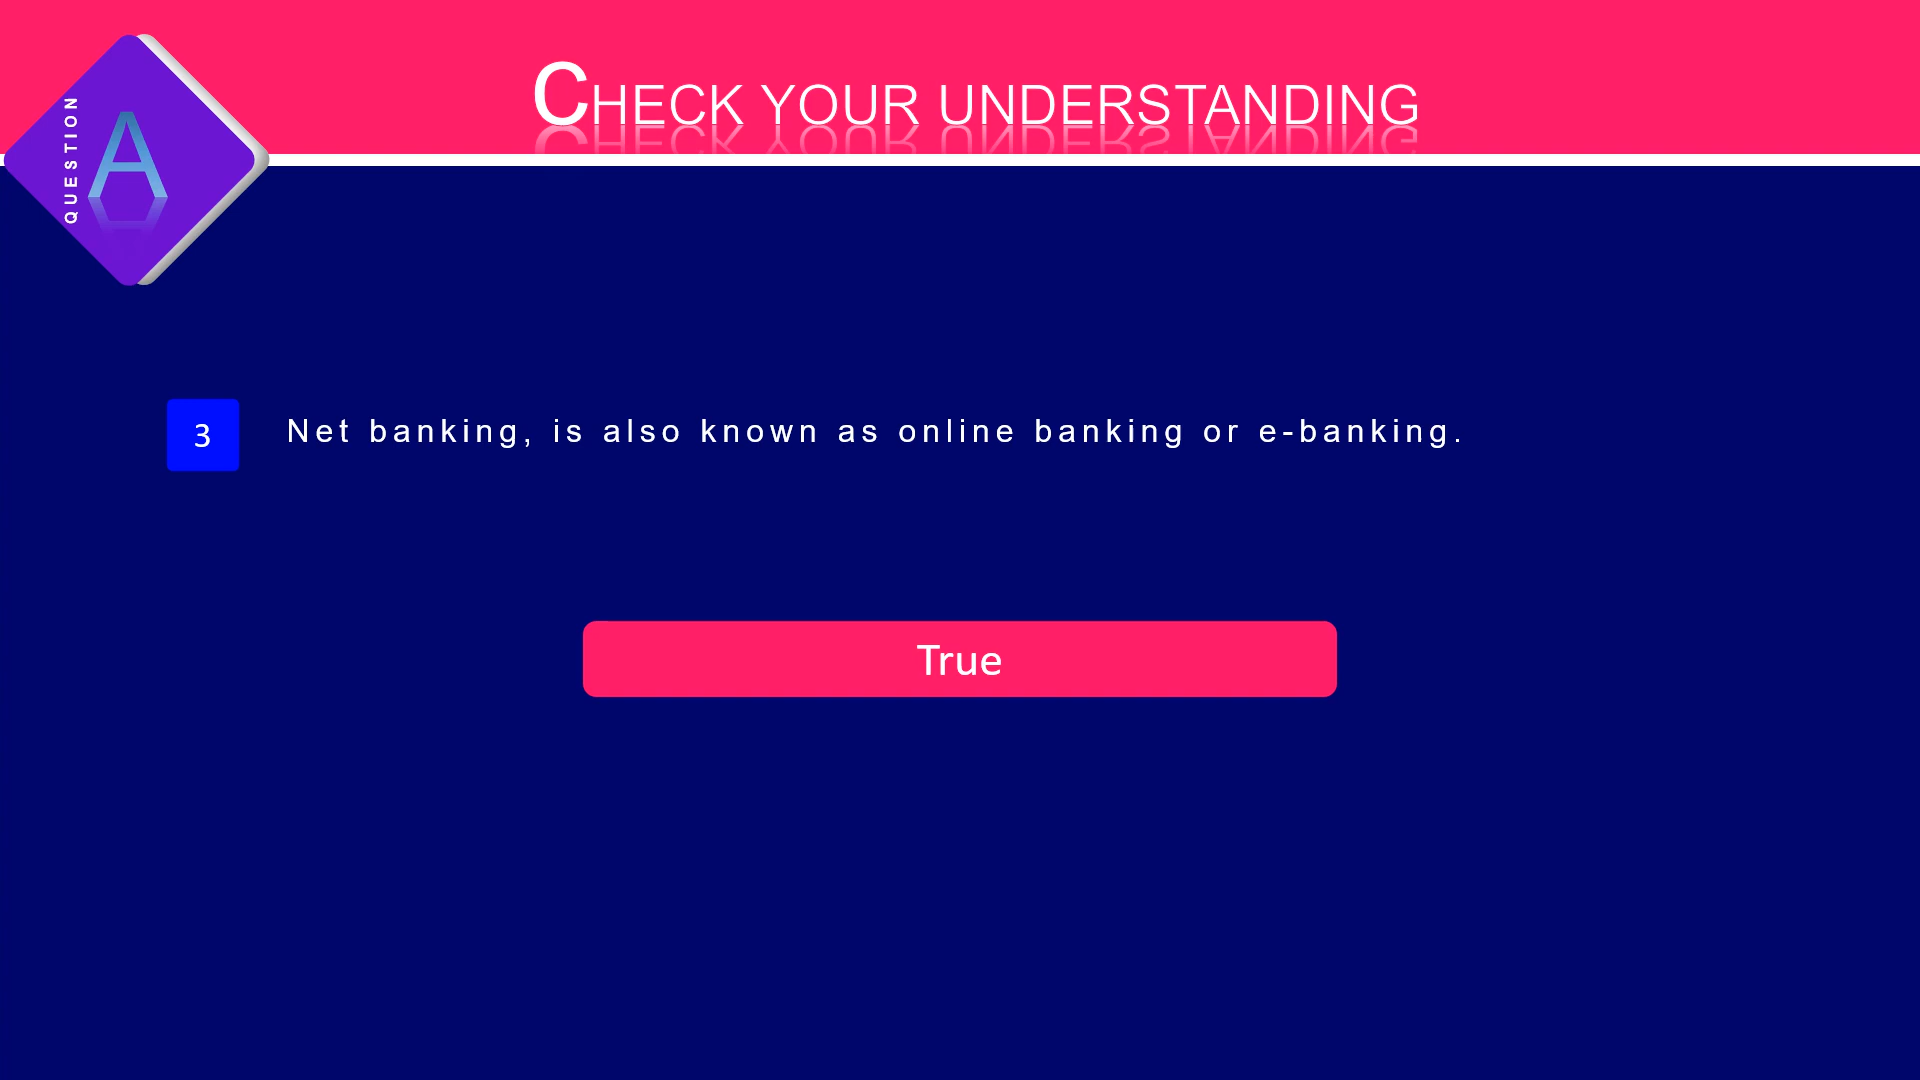 CHECK YOUR UNDERSTANDING
QUESTION
A
3
Net banking, is also known as online banking or e-banking.
True